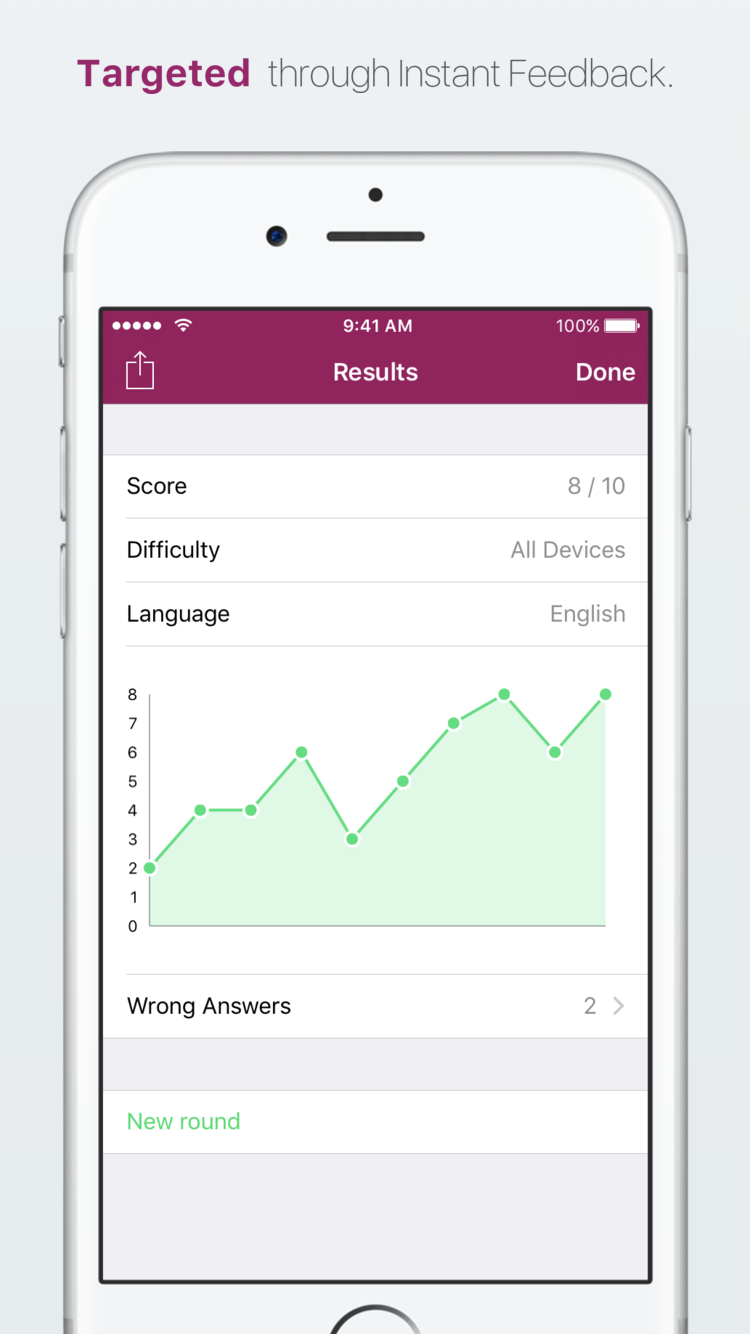 Targeted through Instant Feedback.
9:41 AM 100%
Results Done
Score 8 / 10
Difficulty All Devices
Language English
8
7
6
5
4
3
2
1
0
Wrong Answers 2
New round